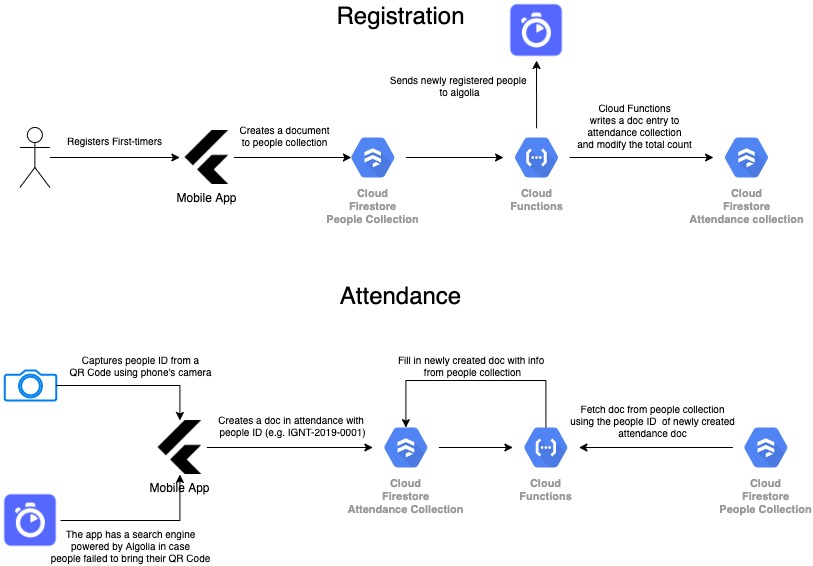 Registration
Sends newly registered people
to algolia
Registers First-timers
Creates a document
to people collection
Cloud Functions
writes a doc entry to
attendance collection
and modify the total count
Mobile App
Cloud
Firestore
People Collection
Cloud
Functions
Cloud
Firestore
Attendance collection
Attendance
Captures people ID from a
QR Code using phone's camera
Fill in newly created doc with info
from people collection
Creates a doc in attendance with
people ID (e.g. IGNT-2019-0001)
Fetch doc from people collection
using the people ID of newly created
attendance doc
Mobile App
Cloud
Firestore
Attendance Collection
Cloud
Functions
Cloud
Firestore
People Collection
The app has a search engine
powered by Algolia in case
people failed to bring their QR Code